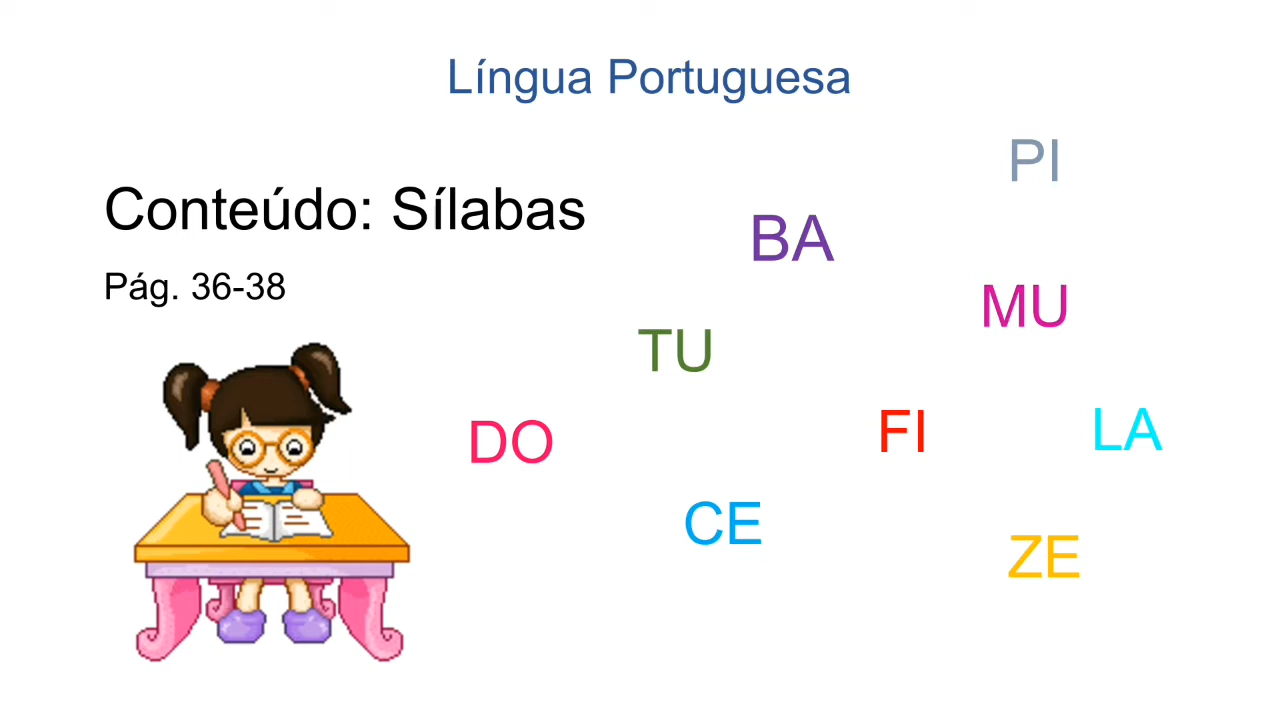 Língua Portuguesa
Conteúdo: Sílabas
Pág. 36-38
PI
BA
MU
TU
DO
FI
LA
CE
ZE